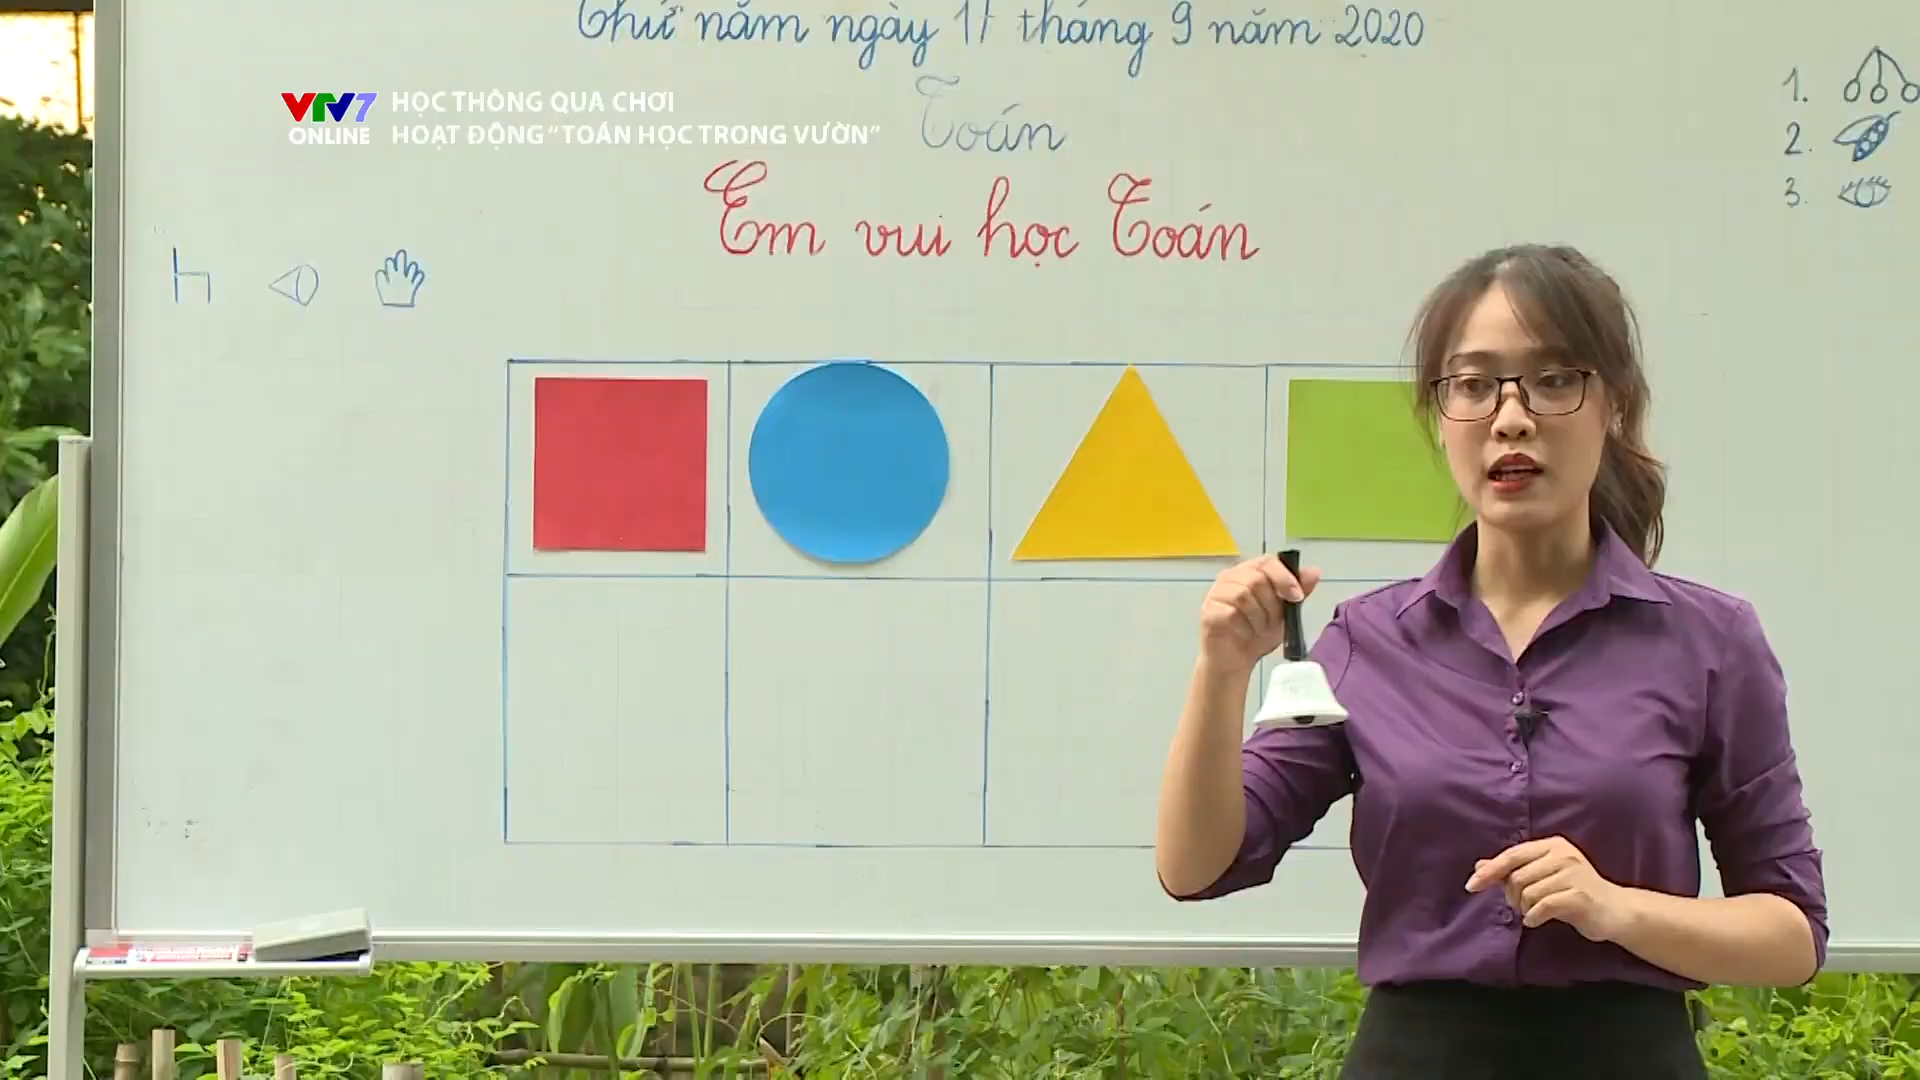 Thứ năm ngày 17 tháng 9 năm 2020
VTV7 HỌC THÔNG QUA CHƠI
ONLINE HOẠT ĐỘNG “TOÁN HỌC TRONG VƯỜN”
Toán
Em vui học Toán
1.
2.
3.